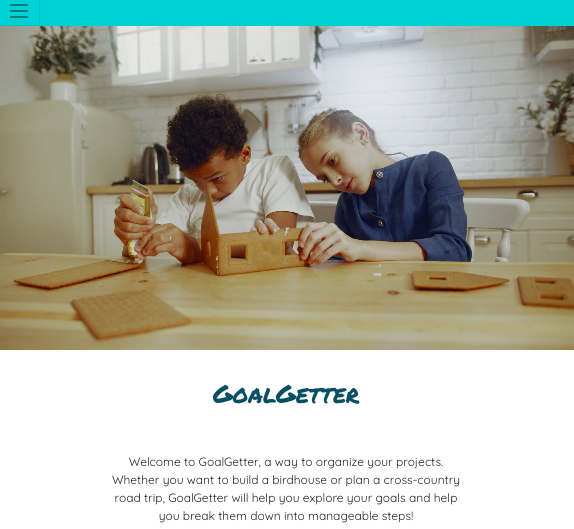 GoalGetter
Welcome to GoalGetter, a way to organize your projects.
Whether you want to build a birdhouse or plan a cross-country
road trip, GoalGetter will help you explore your goals and help
you break them down into manageable steps!